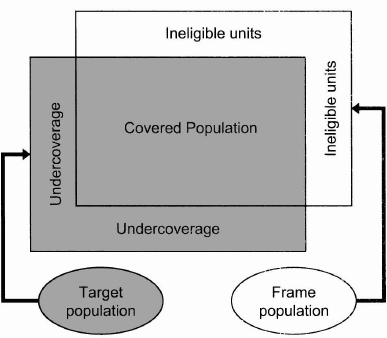 Ineligible units
Undercoverage
Covered Population
Ineligible units
Undercoverage
Target
population
Frame
population